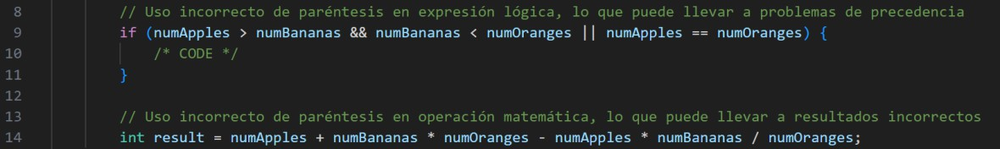 8 // Uso incorrecto de paréntesis en expresión lógica, lo que puede llevar a problemas de precedencia
9 if (numApples > numBananas && numBananas < numOranges || numApples == numOranges) {
10 /* CODE */
11 }
12
13 // Uso incorrecto de paréntesis en operación matemática, lo que puede llevar a resultados incorrectos
14 int result = numApples + numBananas * numOranges - numApples * numBananas / numOranges;